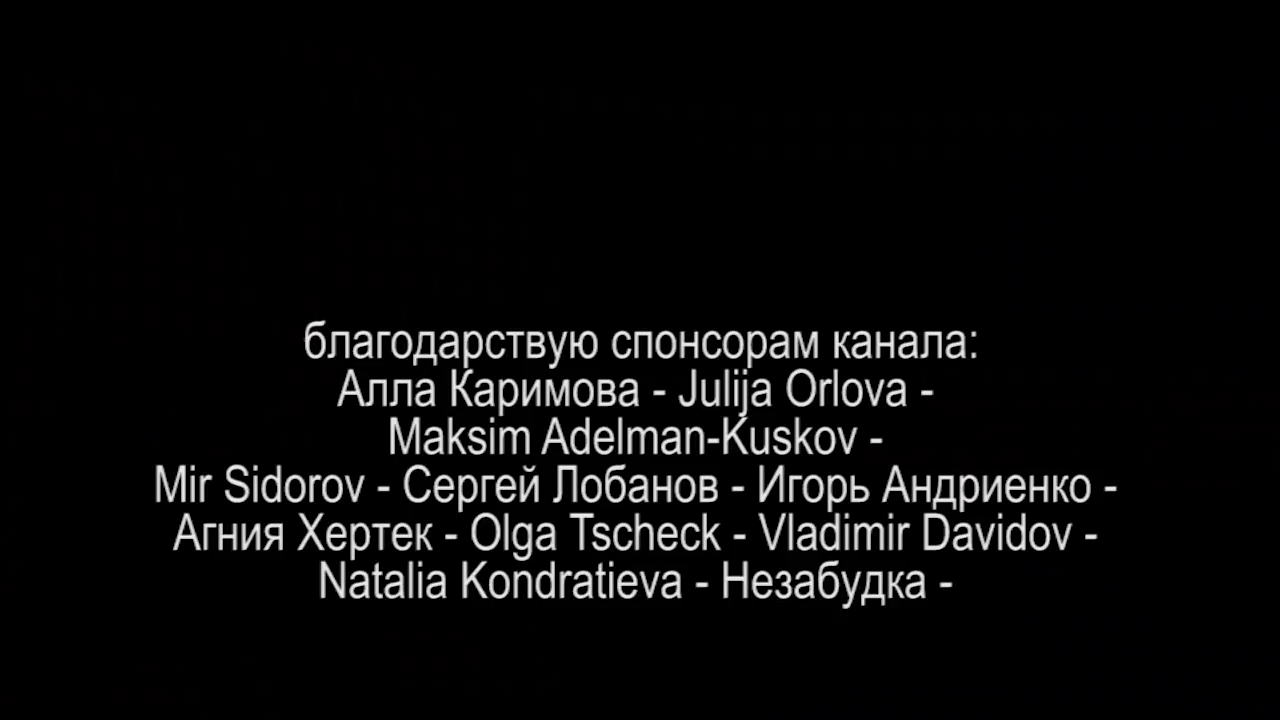 благодарствую спонсорам канала:
Алла Каримова - Julija Orlova -
Maksim Adelman-Kuskov -
Mir Sidorov - Сергей Лобанов - Игорь Андриенко -
Агния Хертек - Olga Tscheck - Vladimir Davidov -
Natalia Kondratieva - Незабудка -